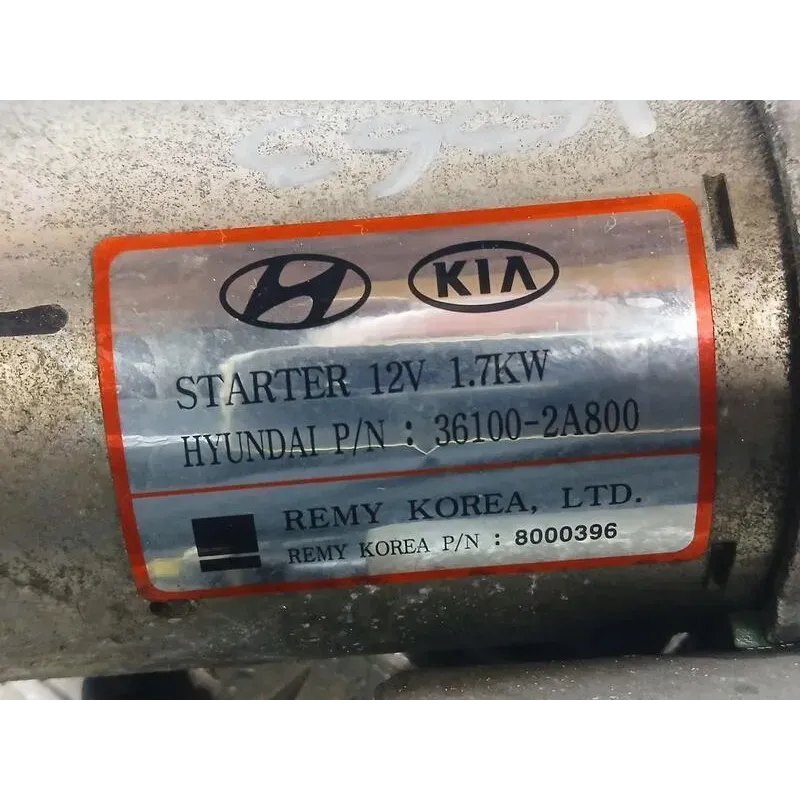 KIA
STARTER 12V 1.7KW
HYUNDAI P/N : 36100-2A800
REMY KOREA, LTD.
REMY KOREA P/N : 8000396